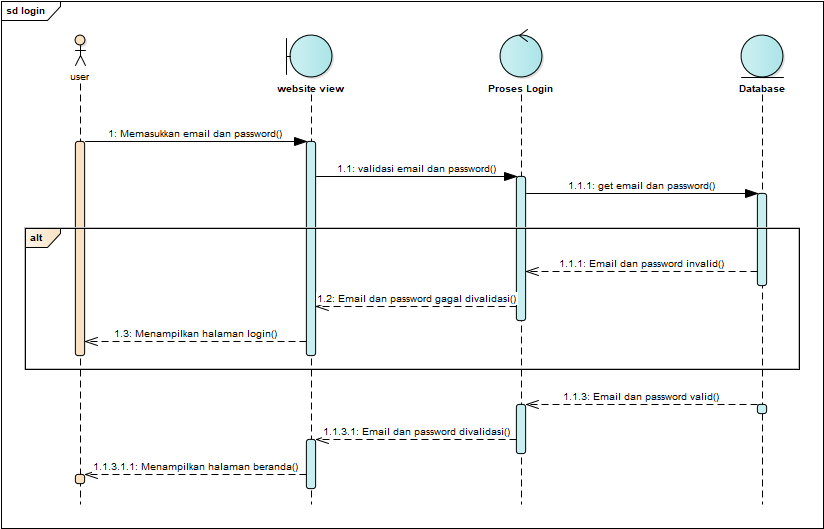 sd login
user
website view
Proses Login
Database
1: Memasukkan email dan password()
1.1: validasi email dan password()
1.1.1: get email dan password()
alt
1.1.1: Email dan password invalid()
1.2: Email dan password gagal divalidasi()
1.3: Menampilkan halaman login()
1.1.3: Email dan password valid()
1.1.3.1: Email dan password divalidasi()
1.1.3.1.1: Menampilkan halaman beranda()